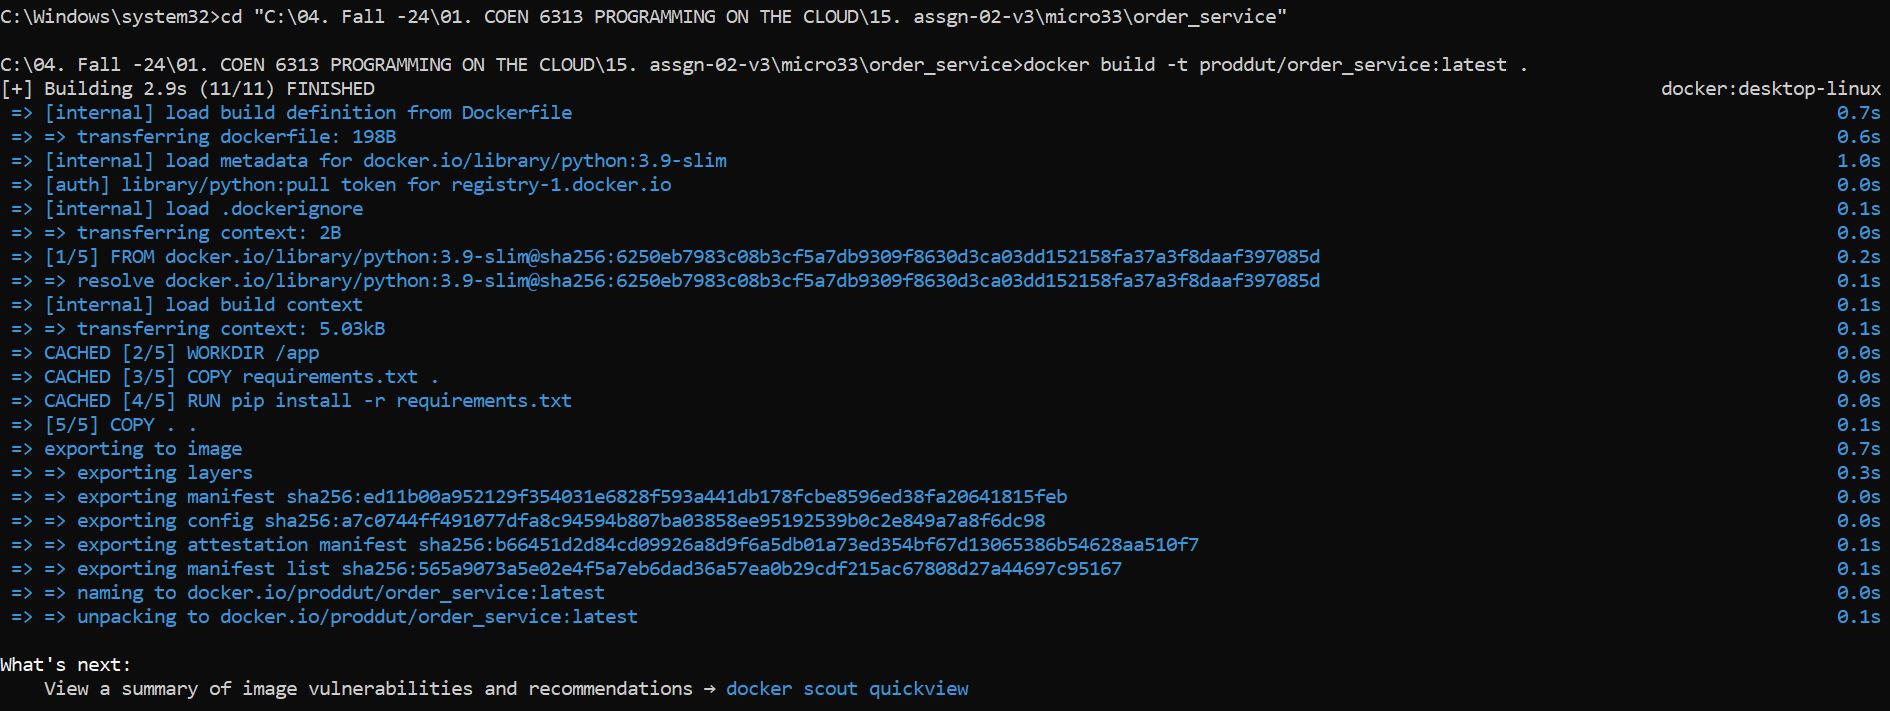 C:\Windows\system32>cd "C:\04. Fall -24\01. COEN 6313 PROGRAMMING ON THE CLOUD\15. assgn-02-v3\micro33\order_service"
C:\04. Fall -24\01. COEN 6313 PROGRAMMING ON THE CLOUD\15. assgn-02-v3\micro33\order_service>docker build -t proddut/order_service:latest .
[+] Building 2.9s (11/11) FINISHED docker:desktop-linux
=> [internal] load build definition from Dockerfile 0.7s
=> => transferring dockerfile: 198B 0.6s
=> [internal] load metadata for docker.io/library/python:3.9-slim 1.0s
=> [auth] library/python:pull token for registry-1.docker.io 0.0s
=> [internal] load .dockerignore 0.1s
=> => transferring context: 2B 0.0s
=> [1/5] FROM docker.io/library/python:3.9-slim@sha256:6250eb7983c08b3cf5a7db9309f8630d3ca03dd152158fa37a3f8daaf397085d 0.2s
=> => resolve docker.io/library/python:3.9-slim@sha256:6250eb7983c08b3cf5a7db9309f8630d3ca03dd152158fa37a3f8daaf397085d 0.1s
=> [internal] load build context 0.1s
=> => transferring context: 5.03kB 0.1s
=> CACHED [2/5] WORKDIR /app 0.0s
=> CACHED [3/5] COPY requirements.txt . 0.0s
=> CACHED [4/5] RUN pip install -r requirements.txt 0.0s
=> [5/5] COPY . . 0.1s
=> exporting to image 0.7s
=> => exporting layers 0.3s
=> => exporting manifest sha256:ed11b00a952129f354031e6828f593a441db178fcbe8596ed38fa20641815feb 0.0s
=> => exporting config sha256:a7c0744ff491077dfa8c94594b807ba03858ee95192539b0c2e849a7a8f6dc98 0.0s
=> => exporting attestation manifest sha256:b66451d2d84cd09926a8d9f6a5db01a73ed354bf67d13065386b54628aa510f7 0.1s
=> => exporting manifest list sha256:565a9073a5e02e4f5a7eb6dad36a57ea0b29cdf215ac67808d27a44697c95167 0.1s
=> => naming to docker.io/proddut/order_service:latest 0.0s
=> => unpacking to docker.io/proddut/order_service:latest 0.1s
What's next:
View a summary of image vulnerabilities and recommendations → docker scout quickview